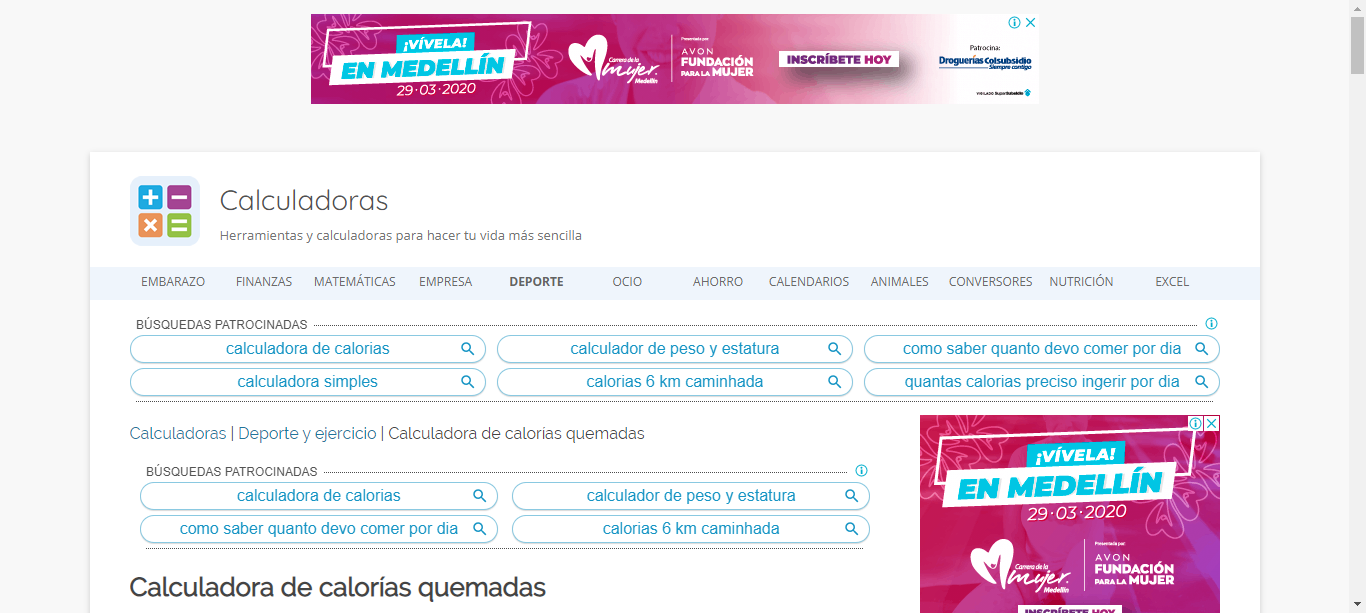 ¡VÍVELA!
EN MEDELLÍN
29·03·2020
Carrera de la
mujer.
Medellín
Presentada por:
AVON
FUNDACIÓN
PARA LA MUJER
INSCRÍBETE HOY
Patrocina:
Droguerías Colsubsidio
Siempre contigo
VIGILADO SuperSubsidio
Calculadoras
Herramientas y calculadoras para hacer tu vida más sencilla
EMBARAZO FINANZAS MATEMÁTICAS EMPRESA DEPORTE OCIO AHORRO CALENDARIOS ANIMALES CONVERSORES NUTRICIÓN EXCEL
BÚSQUEDAS PATROCINADAS
calculadora de calorias calculador de peso y estatura como saber quanto devo comer por dia
calculadora simples calorias 6 km caminhada quantas calorias preciso ingerir por dia
Calculadoras | Deporte y ejercicio | Calculadora de calorías quemadas
BÚSQUEDAS PATROCINADAS
calculadora de calorias calculador de peso y estatura
como saber quanto devo comer por dia calorias 6 km caminhada
Calculadora de calorías quemadas
¡VÍVELA!
EN MEDELLÍN
29·03·2020
Carrera de la
mujer.
Medellín
Presentada por:
AVON
FUNDACIÓN
PARA LA MUJER
INSCRÍBETE HOY